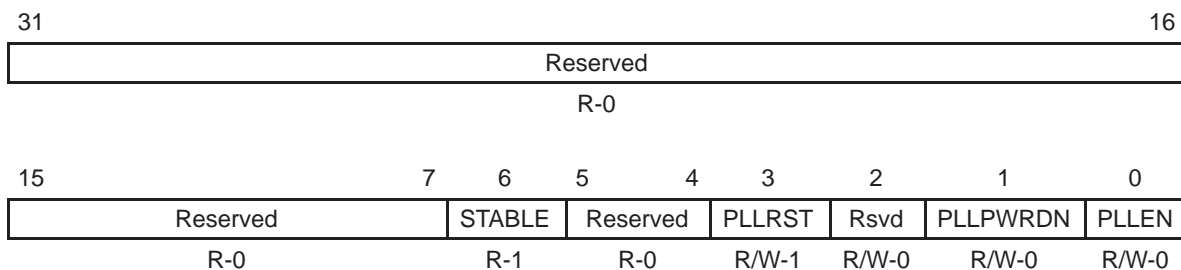 31 16
Reserved
R-0
15 7 6 5 4 3 2 1 0
Reserved STABLE Reserved PLLRST Rsvd PLLPWRDN PLLEN
R-0 R-1 R-0 R/W-1 R/W-0 R/W-0 R/W-0